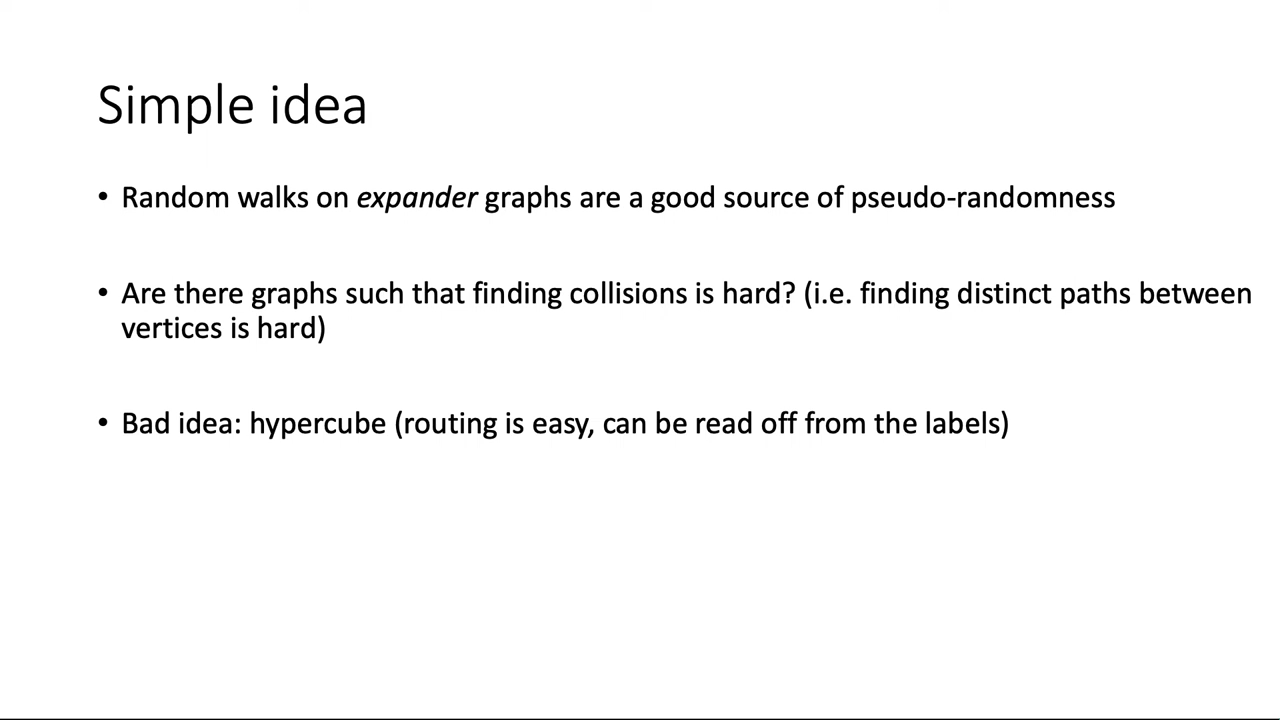 Simple idea
• Random walks on expander graphs are a good source of pseudo-randomness
• Are there graphs such that finding collisions is hard? (i.e. finding distinct paths between
vertices is hard)
• Bad idea: hypercube (routing is easy, can be read off from the labels)